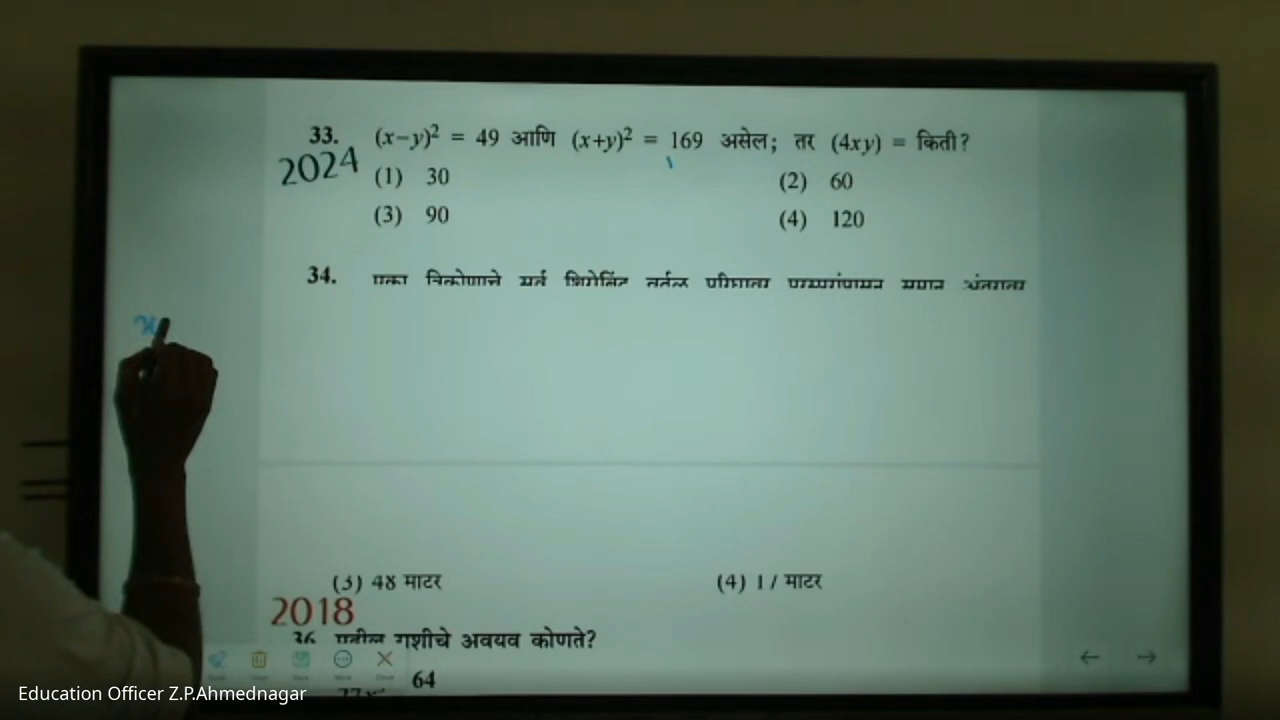 33. (x−y)² = 49 आणि (x+y)² = 169 असेल; तर (4xy) = किती?
2024
(1) 30 (2) 60
(3) 90 (4) 120
34.
(3) 48 मीटर (4) 17 मीटर
2018
36 राशीचे अवयव कोणते?
64
Education Officer Z.P.Ahmednagar